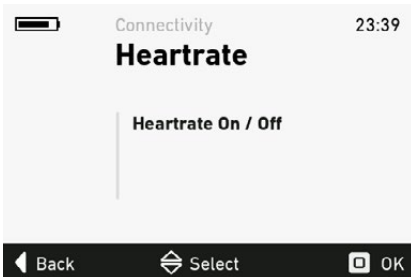 Connectivity 23:39
Heartrate
Heartrate On / Off
Back Select OK